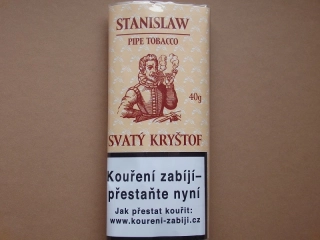 STANISLAW
PIPE TOBACCO
40g
SVATÝ KRYŠTOF
Kouření zabíjí–
přestaňte nyní
Jak přestat kouřit:
www.koureni-zabiji.cz